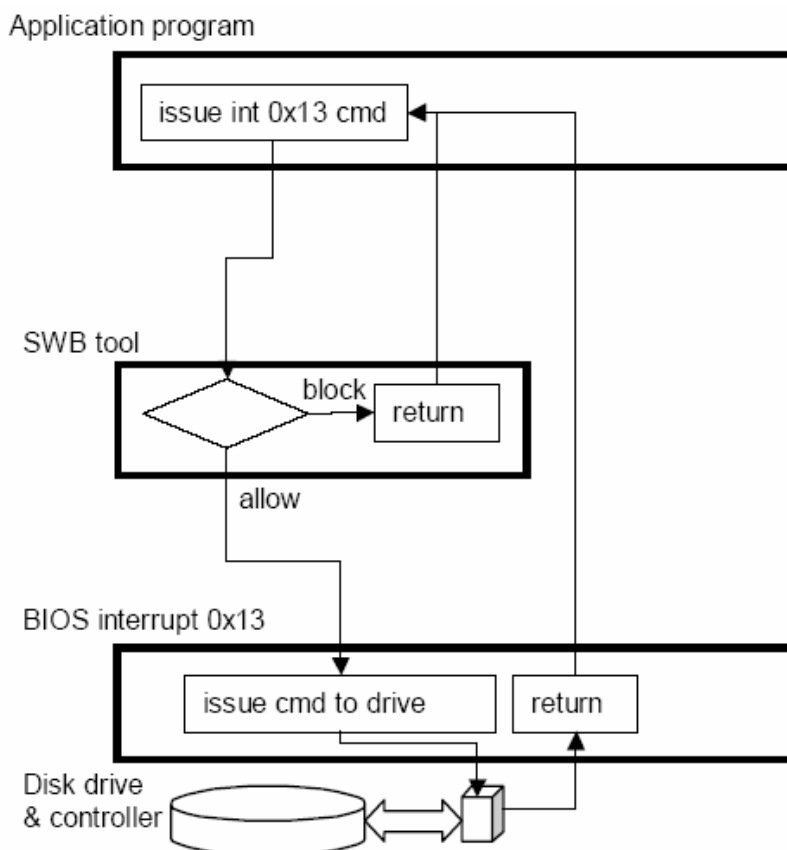 Application program
issue int 0x13 cmd
SWB tool
block
return
allow
BIOS interrupt 0x13
issue cmd to drive
return
Disk drive
& controller